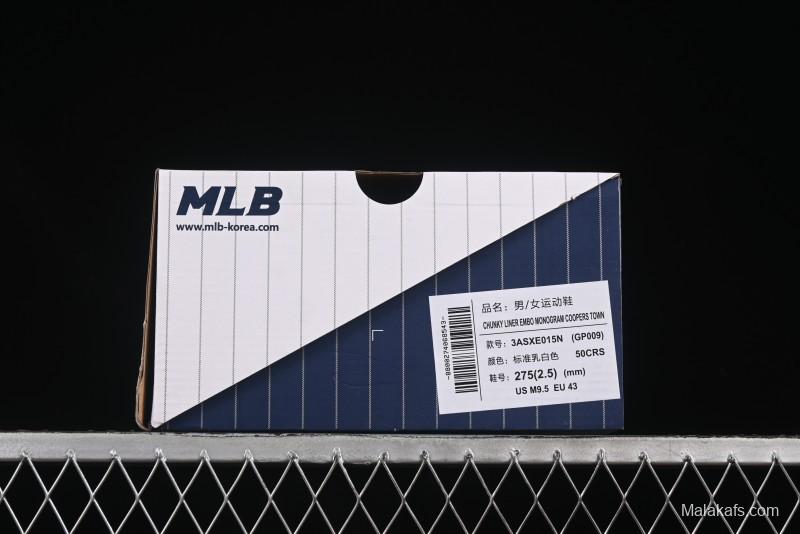 MLB
www.mlb-korea.com
-8800274068543-
品名：男/女运动鞋
CHUNKY LINER EMBO MONOGRAM COOPERS TOWN
款号：3ASXE015N (GP009)
颜色：标准乳白色 50CRS
鞋号：275(2.5) (mm)
US M9.5 EU 43
Malakafs.com